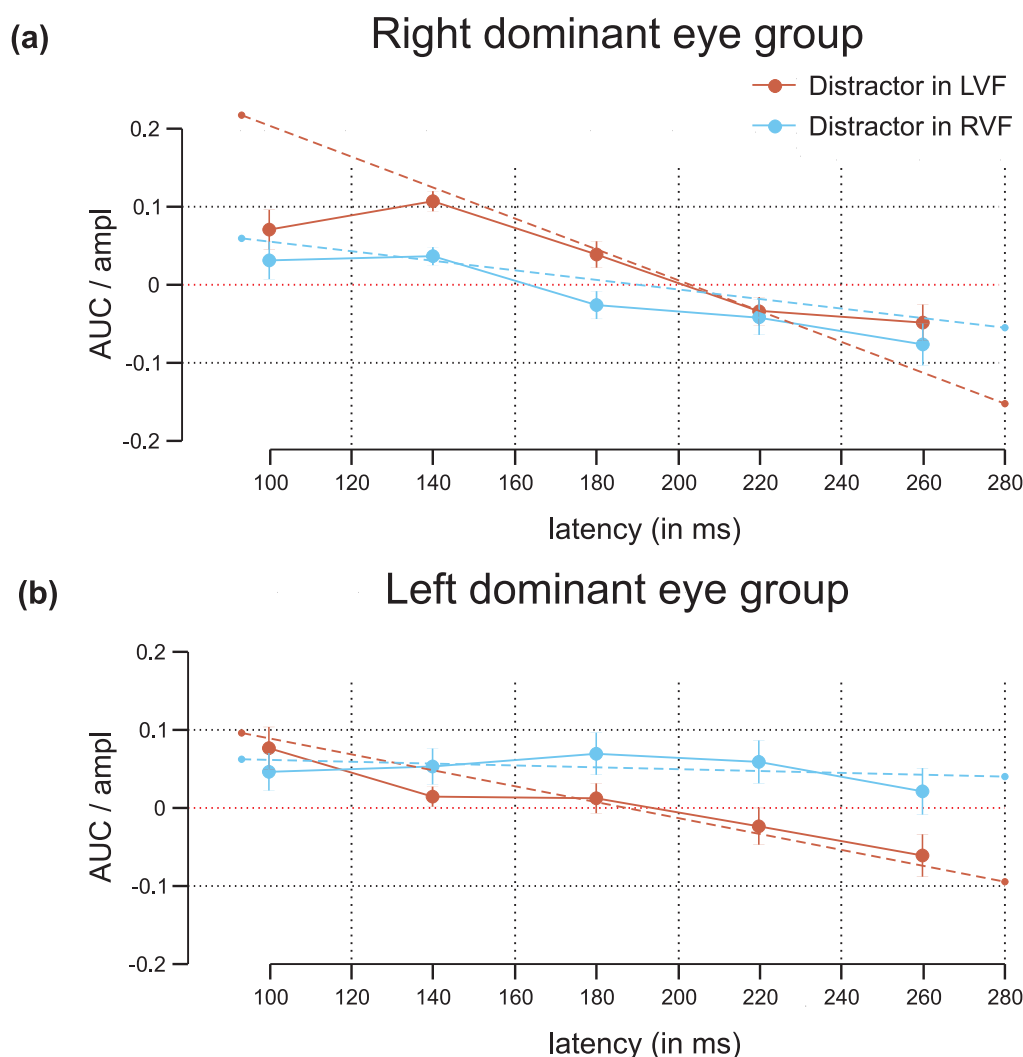 (a)
Right dominant eye group
Distractor in LVF
Distractor in RVF
AUC / ampl
0.2
0.1
0
-0.1
-0.2
100 120 140 160 180 200 220 240 260 280
latency (in ms)
(b)
Left dominant eye group
AUC / ampl
0.2
0.1
0
-0.1
-0.2
100 120 140 160 180 200 220 240 260 280
latency (in ms)